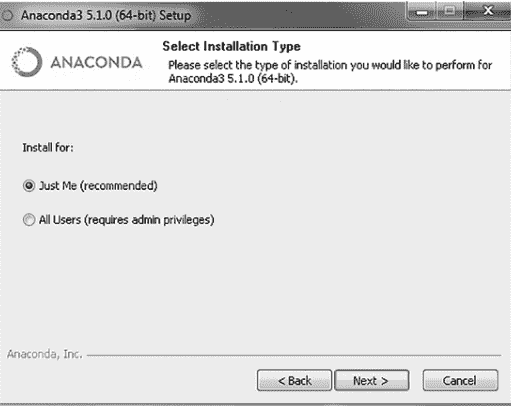 Anaconda3 5.1.0 (64-bit) Setup
Select Installation Type
Please select the type of installation you would like to perform for
Anaconda3 5.1.0 (64-bit).
ANACONDA
Install for:
Just Me (recommended)
All Users (requires admin privileges)
Anaconda, Inc.
< Back
Next >
Cancel